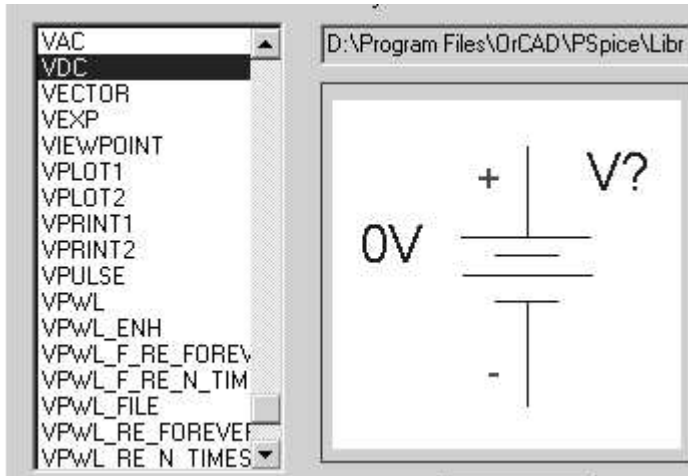 VAC
VDC
VECTOR
VEXP
VIEWPOINT
VPLOT1
VPLOT2
VPRINT1
VPRINT2
VPULSE
VPWL
VPWL_ENH
VPWL_F_RE_FOREV
VPWL_F_RE_N_TIM
VPWL_FILE
VPWL_RE_FOREVER
VPWL_RE_N_TIMES
D:\Program Files\OrCAD\PSpice\Libr
+
V?
0V
-